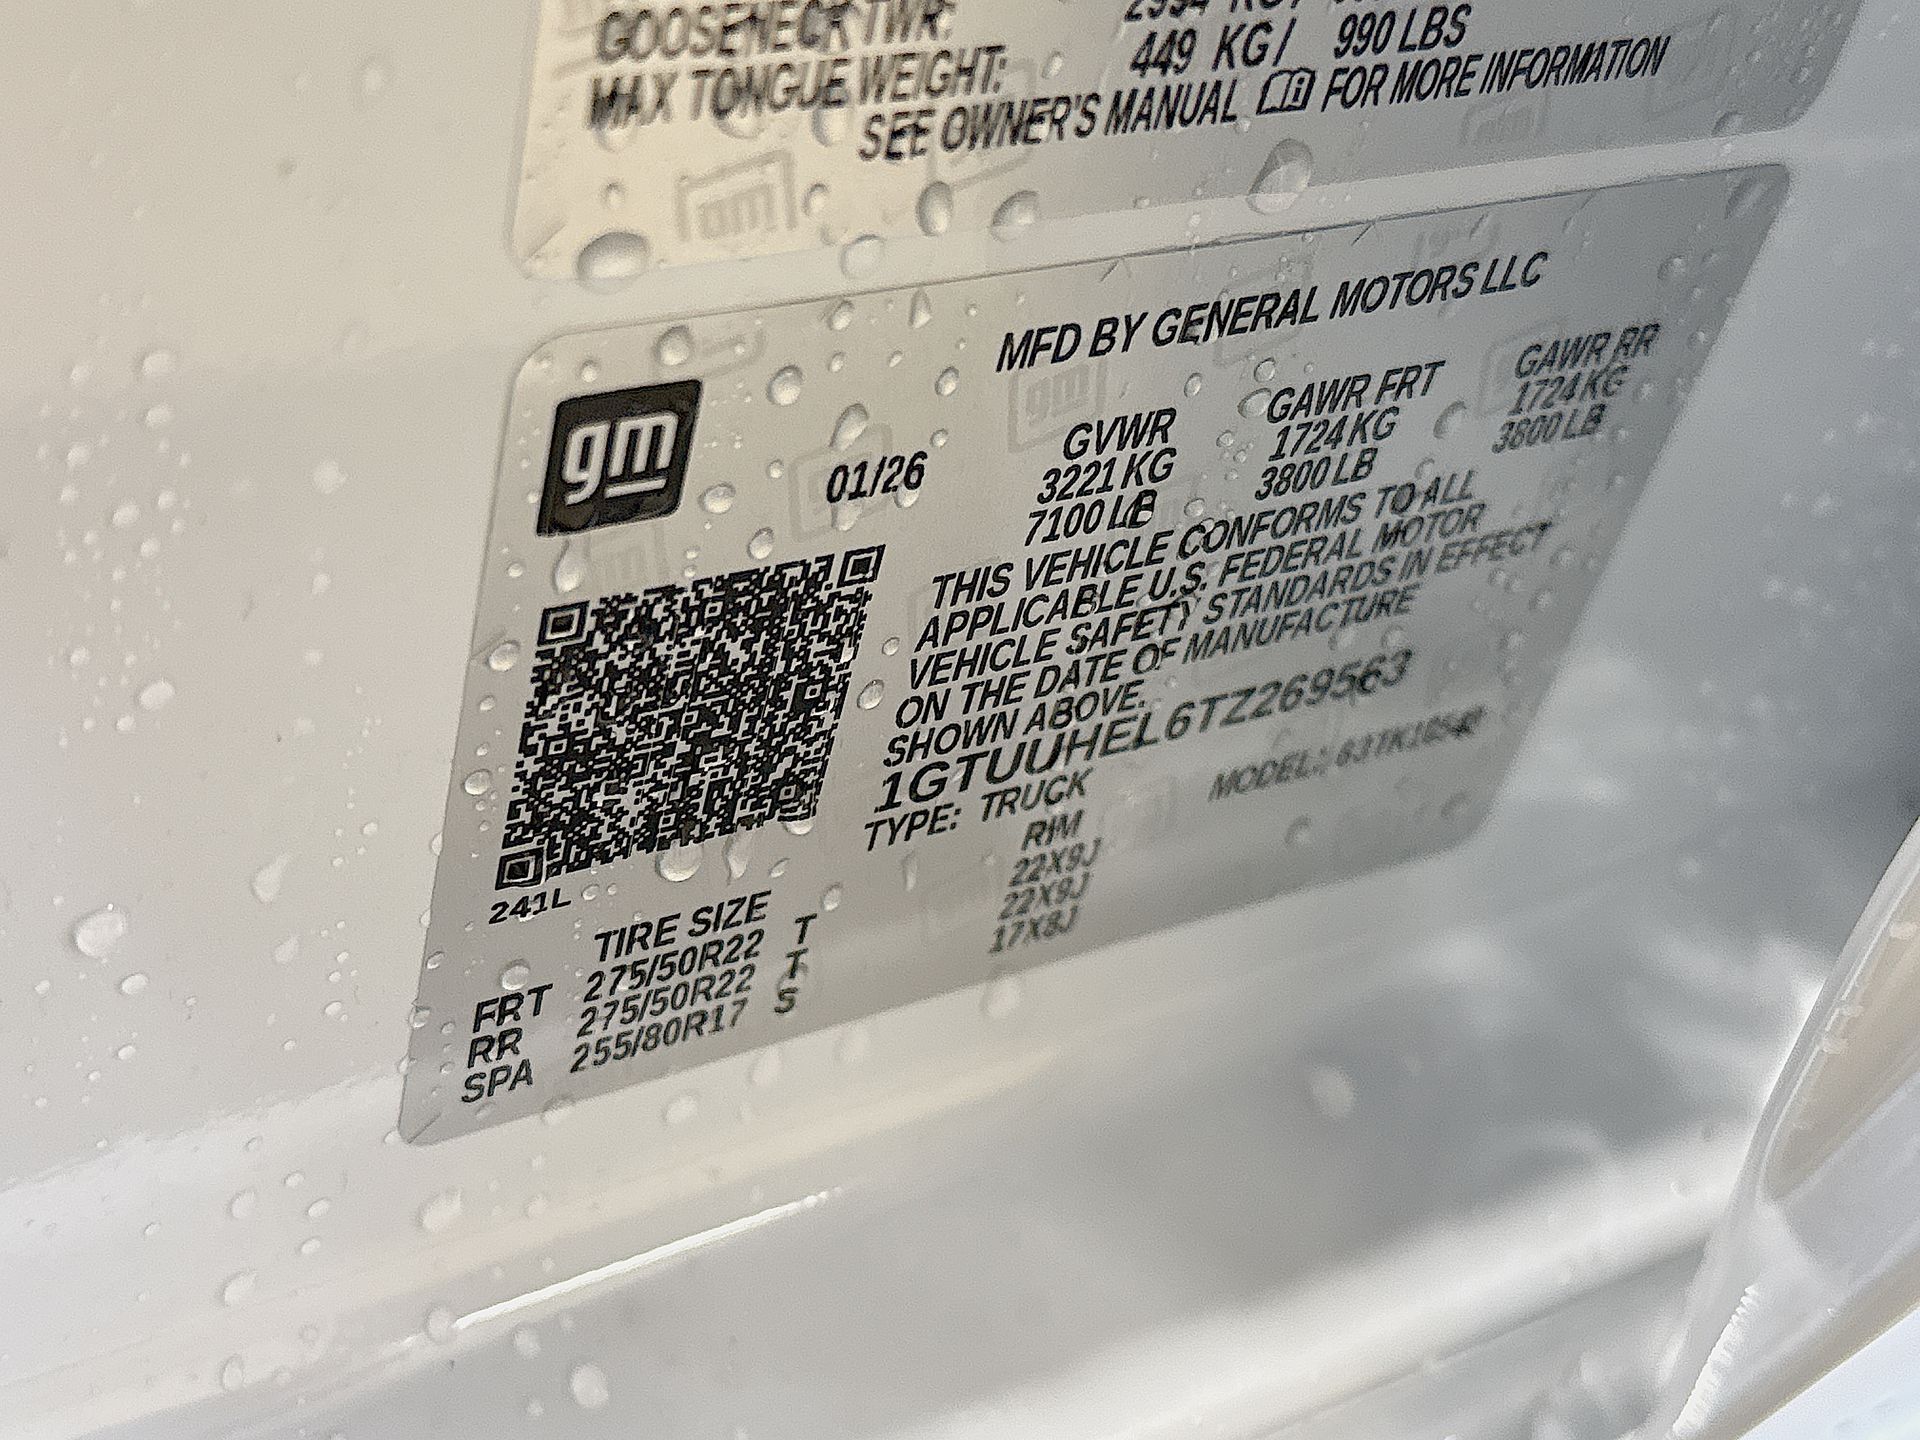 GOOSENECK TWR:
MAX TONGUE WEIGHT: 449 KG / 990 LBS
SEE OWNER'S MANUAL FOR MORE INFORMATION
gm
MFD BY GENERAL MOTORS LLC
01/26
GVWR GAWR FRT GAWR RR
3221 KG 1724 KG 1724 KG
7100 LB 3800 LB 3800 LB
THIS VEHICLE CONFORMS TO ALL
APPLICABLE U.S. FEDERAL MOTOR
VEHICLE SAFETY STANDARDS IN EFFECT
ON THE DATE OF MANUFACTURE
SHOWN ABOVE.
1GTUUHEL6TZ269563
TYPE: TRUCK MODEL:
241L
TIRE SIZE RIM
FRT 275/50R22 T 22X9J
RR 275/50R22 T 22X9J
SPA 255/80R17 S 17X8J